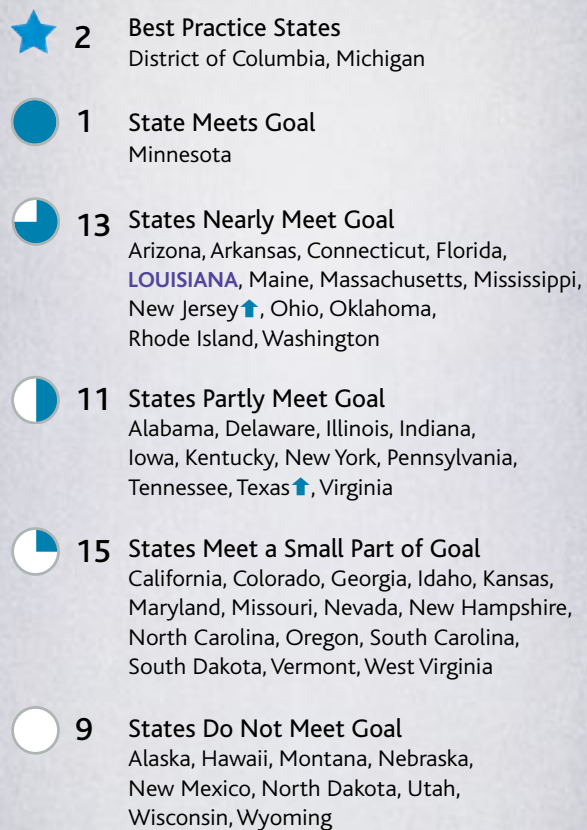 2 Best Practice States
District of Columbia, Michigan
1 State Meets Goal
Minnesota
13 States Nearly Meet Goal
Arizona, Arkansas, Connecticut, Florida,
LOUISIANA, Maine, Massachusetts, Mississippi,
New Jersey⬆, Ohio, Oklahoma,
Rhode Island, Washington
11 States Partly Meet Goal
Alabama, Delaware, Illinois, Indiana,
Iowa, Kentucky, New York, Pennsylvania,
Tennessee, Texas⬆, Virginia
15 States Meet a Small Part of Goal
California, Colorado, Georgia, Idaho, Kansas,
Maryland, Missouri, Nevada, New Hampshire,
North Carolina, Oregon, South Carolina,
South Dakota, Vermont, West Virginia
9 States Do Not Meet Goal
Alaska, Hawaii, Montana, Nebraska,
New Mexico, North Dakota, Utah,
Wisconsin, Wyoming